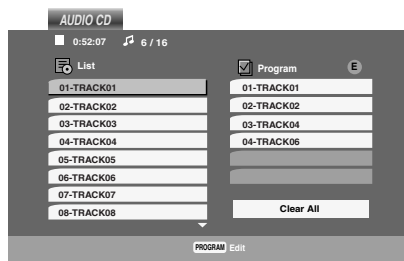 AUDIO CD
0:52:07 6 / 16
List
01-TRACK01
02-TRACK02
03-TRACK03
04-TRACK04
05-TRACK05
06-TRACK06
07-TRACK07
08-TRACK08
Program E
01-TRACK01
02-TRACK02
03-TRACK04
04-TRACK06
Clear All
PROGRAM Edit